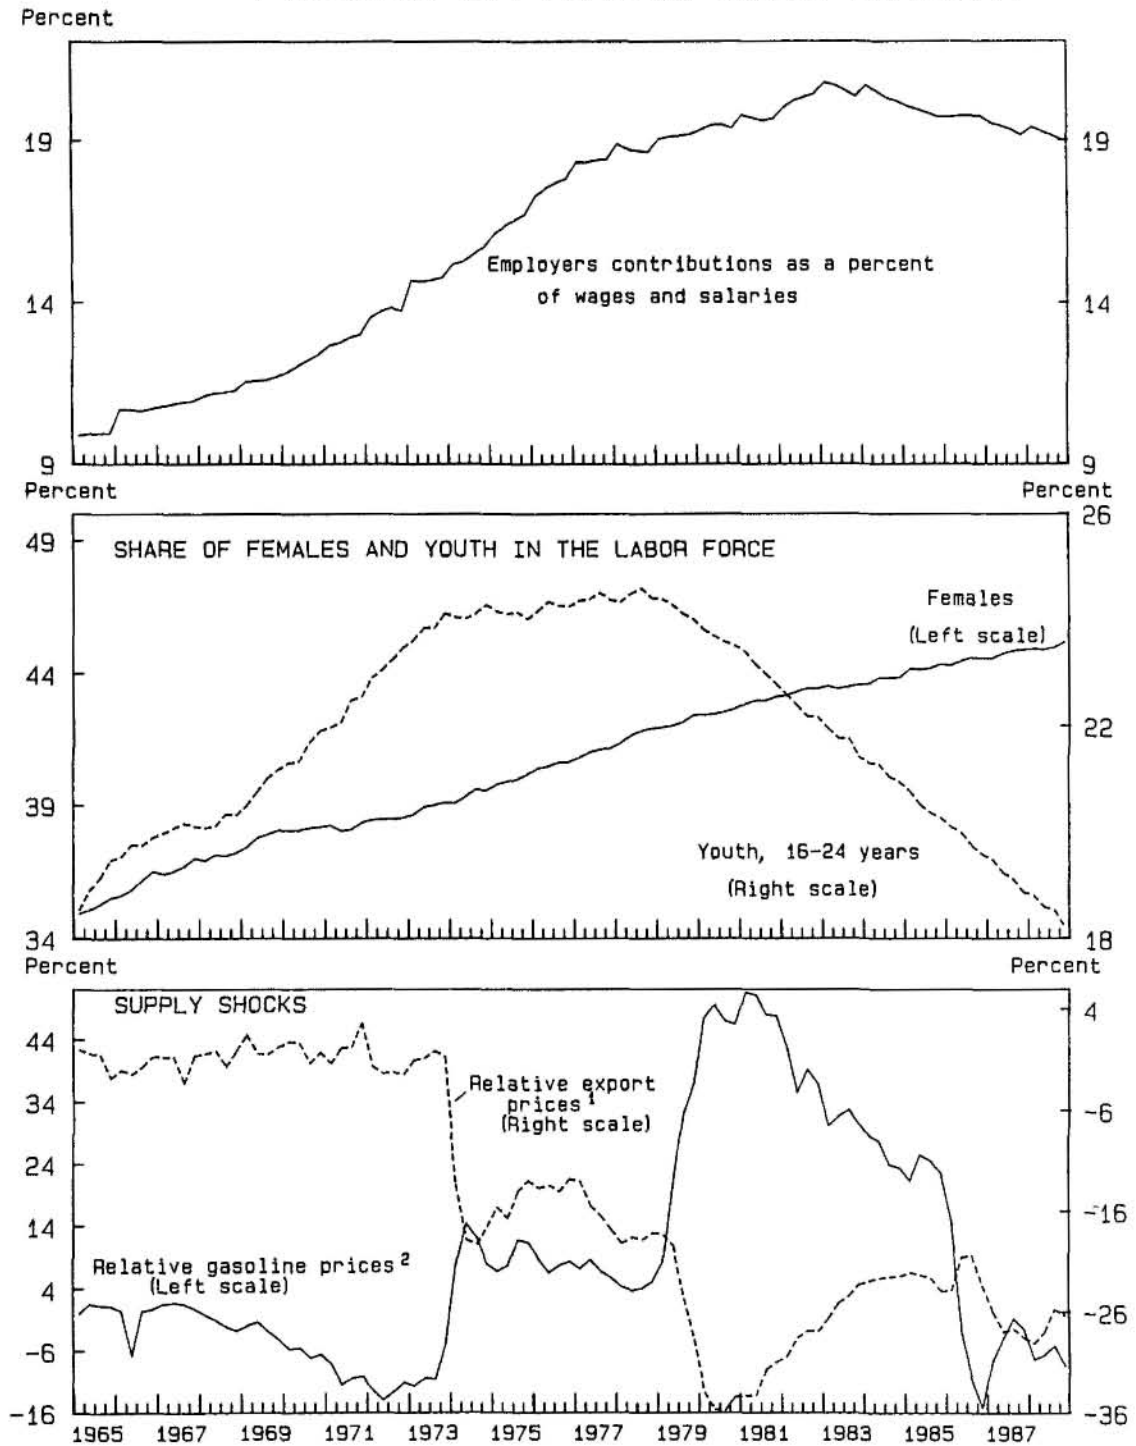 Percent
19
19
Employers contributions as a percent
of wages and salaries
14
14
9
9
Percent
Percent
49
26
SHARE OF FEMALES AND YOUTH IN THE LABOR FORCE
Females
(Left scale)
44
22
39
Youth, 16-24 years
(Right scale)
34
18
Percent
Percent
SUPPLY SHOCKS
4
44
Relative export
prices¹
(Right scale)
34
-6
24
14
-16
Relative gasoline prices²
(Left scale)
4
-26
-6
-16
-36
1965 1967 1969 1971 1973 1975 1977 1979 1981 1983 1985 1987